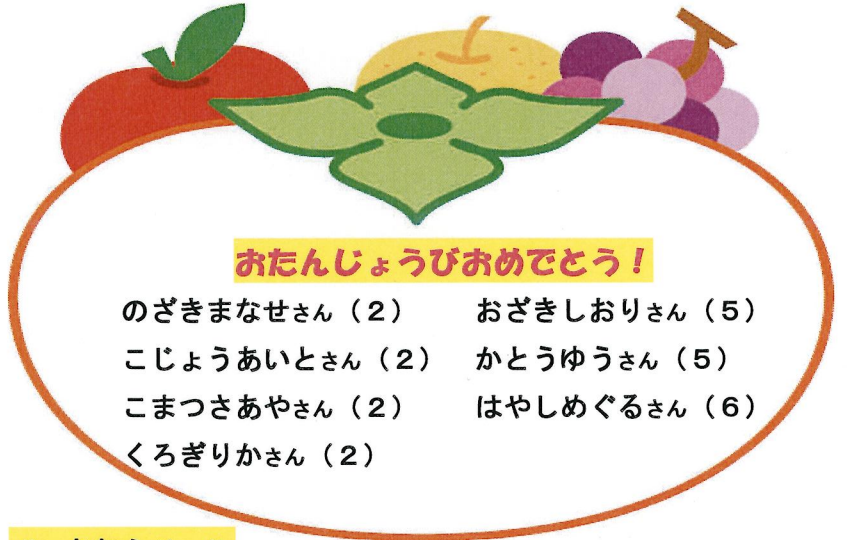 おたんじょうびおめでとう！
のざきまなせさん（２）
こじょうあいとさん（２）
こまつさあやさん（２）
くろぎりかさん（２）
おざきしおりさん（５）
かとうゆうさん（５）
はやしめぐるさん（６）